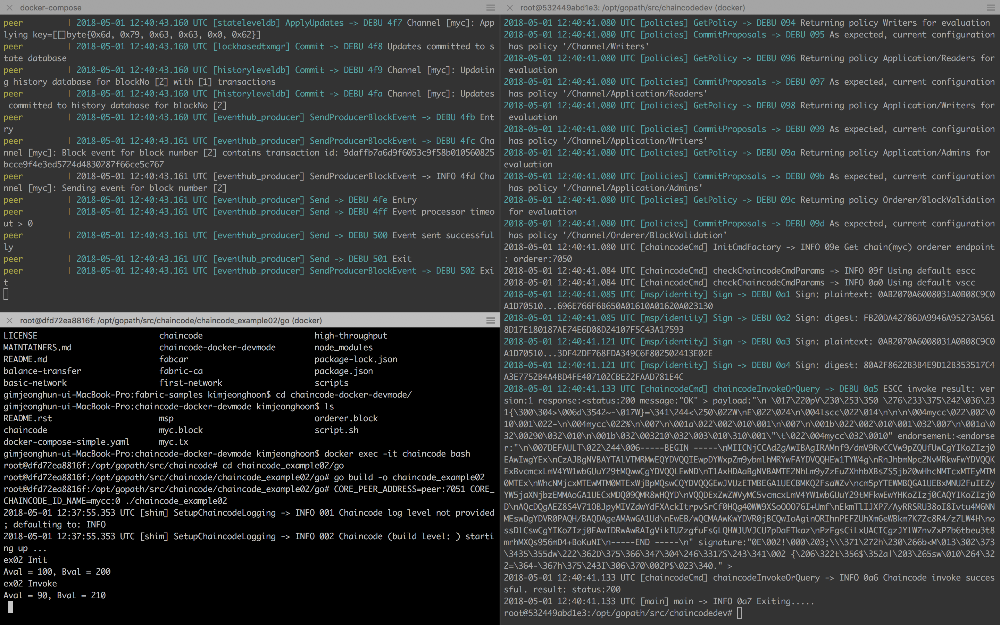 docker-compose
peer         | 2018-05-01 12:40:43.160 UTC [stateleveldb] ApplyUpdates -> DEBU 4f7 Channel [myc]: App
lying key=[[]byte{0x6d, 0x79, 0x63, 0x63, 0x0, 0x62}]
peer         | 2018-05-01 12:40:43.160 UTC [lockbasedtxmgr] Commit -> DEBU 4f8 Updates committed to s
tate database
peer         | 2018-05-01 12:40:43.160 UTC [historyleveldb] Commit -> DEBU 4f9 Channel [myc]: Updatin
g history database for blockNo [2] with [1] transactions
peer         | 2018-05-01 12:40:43.160 UTC [historyleveldb] Commit -> DEBU 4fa Channel [myc]: Updates
 committed to history database for blockNo [2]
peer         | 2018-05-01 12:40:43.160 UTC [eventhub_producer] SendProducerBlockEvent -> DEBU 4fb Ent
ry
peer         | 2018-05-01 12:40:43.161 UTC [eventhub_producer] SendProducerBlockEvent -> DEBU 4fc Cha
nnel [myc]: Block event for block number [2] contains transaction id: 9daffb7a6d9f6053c9f58b010560825
bcce9f4e3ed5724d4830287f66ce5c767
peer         | 2018-05-01 12:40:43.161 UTC [eventhub_producer] SendProducerBlockEvent -> INFO 4fd Cha
nnel [myc]: Sending event for block number [2]
peer         | 2018-05-01 12:40:43.161 UTC [eventhub_producer] Send -> DEBU 4fe Entry
peer         | 2018-05-01 12:40:43.161 UTC [eventhub_producer] Send -> DEBU 4ff Event processor timeo
ut > 0
peer         | 2018-05-01 12:40:43.161 UTC [eventhub_producer] Send -> DEBU 500 Event sent successful
ly
peer         | 2018-05-01 12:40:43.161 UTC [eventhub_producer] Send -> DEBU 501 Exit
peer         | 2018-05-01 12:40:43.161 UTC [eventhub_producer] SendProducerBlockEvent -> DEBU 502 Exi
t
root@dfd72ea8816f: /opt/gopath/src/chaincode/chaincode_example02/go (docker)
LICENSE                         chaincode                       high-throughput
MAINTAINERS.md                  chaincode-docker-devmode        node_modules
README.md                       fabcar                          package-lock.json
balance-transfer                fabric-ca                       package.json
basic-network                   first-network                   scripts
gimjeonghun-ui-MacBook-Pro:fabric-samples kimjeonghoon$ cd chaincode-docker-devmode/
gimjeonghun-ui-MacBook-Pro:chaincode-docker-devmode kimjeonghoon$ ls
README.rst                      msp                             orderer.block
chaincode                       myc.block                       script.sh
docker-compose-simple.yaml      myc.tx
gimjeonghun-ui-MacBook-Pro:chaincode-docker-devmode kimjeonghoon$ docker exec -it chaincode bash
root@dfd72ea8816f:/opt/gopath/src/chaincode# cd chaincode_example02/go
root@dfd72ea8816f:/opt/gopath/src/chaincode/chaincode_example02/go# go build -o chaincode_example02
root@dfd72ea8816f:/opt/gopath/src/chaincode/chaincode_example02/go# CORE_PEER_ADDRESS=peer:7051 CORE_
CHAINCODE_ID_NAME=mycc:0 ./chaincode_example02
2018-05-01 12:37:55.353 UTC [shim] SetupChaincodeLogging -> INFO 001 Chaincode log level not provided
; defaulting to: INFO
2018-05-01 12:37:55.353 UTC [shim] SetupChaincodeLogging -> INFO 002 Chaincode (build level: ) starti
ng up ...
ex02 Init
Aval = 100, Bval = 200
ex02 Invoke
Aval = 90, Bval = 210
root@532449abd1e3: /opt/gopath/src/chaincodedev (docker)
2018-05-01 12:40:41.080 UTC [policies] GetPolicy -> DEBU 094 Returning policy Writers for evaluation
2018-05-01 12:40:41.080 UTC [policies] CommitProposals -> DEBU 095 As expected, current configuration
 has policy '/Channel/Writers'
2018-05-01 12:40:41.080 UTC [policies] GetPolicy -> DEBU 096 Returning policy Application/Readers for
 evaluation
2018-05-01 12:40:41.080 UTC [policies] CommitProposals -> DEBU 097 As expected, current configuration
 has policy '/Channel/Application/Readers'
2018-05-01 12:40:41.080 UTC [policies] GetPolicy -> DEBU 098 Returning policy Application/Writers for
 evaluation
2018-05-01 12:40:41.080 UTC [policies] CommitProposals -> DEBU 099 As expected, current configuration
 has policy '/Channel/Application/Writers'
2018-05-01 12:40:41.080 UTC [policies] GetPolicy -> DEBU 09a Returning policy Application/Admins for
evaluation
2018-05-01 12:40:41.080 UTC [policies] CommitProposals -> DEBU 09b As expected, current configuration
 has policy '/Channel/Application/Admins'
2018-05-01 12:40:41.080 UTC [policies] GetPolicy -> DEBU 09c Returning policy Orderer/BlockValidation
 for evaluation
2018-05-01 12:40:41.080 UTC [policies] CommitProposals -> DEBU 09d As expected, current configuration
 has policy '/Channel/Orderer/BlockValidation'
2018-05-01 12:40:41.080 UTC [chaincodeCmd] InitCmdFactory -> INFO 09e Get chain(myc) orderer endpoint
: orderer:7050
2018-05-01 12:40:41.084 UTC [chaincodeCmd] checkChaincodeCmdParams -> INFO 09f Using default escc
2018-05-01 12:40:41.084 UTC [chaincodeCmd] checkChaincodeCmdParams -> INFO 0a0 Using default vscc
2018-05-01 12:40:41.085 UTC [msp/identity] Sign -> DEBU 0a1 Sign: plaintext: 0AB2070A6008031A0B08C9C0
A1D70510...696E766F6B650A01610A01620A023130
2018-05-01 12:40:41.085 UTC [msp/identity] Sign -> DEBU 0a2 Sign: digest: FB20DA42786DA9946A95273A561
8D17E180187AE74E6D08D24107F5C43A17593
2018-05-01 12:40:41.121 UTC [msp/identity] Sign -> DEBU 0a3 Sign: plaintext: 0AB2070A6008031A0B08C9C0
A1D70510...3DF42DF768FDA349C6F802502413E02E
2018-05-01 12:40:41.121 UTC [msp/identity] Sign -> DEBU 0a4 Sign: digest: 80A2F8622B3B4E9D12B353517C4
A3E7752B4A4BD4FE407102CBE22FAAD781E4C
2018-05-01 12:40:41.133 UTC [chaincodeCmd] chaincodeInvokeOrQuery -> DEBU 0a5 ESCC invoke result: ver
sion:1 response:<status:200 message:"OK" > payload:"\n \017\220pV\230\253\350 \276\233\375\242\036\23
1{\300\304>\006d\3542~-\017W}=\341\244<\250\022W\nE\022\024\n\004lscc\022\014\n\n\n\004mycc\022\002\0
10\001\022-\n\004mycc\022%\n\007\n\001a\022\002\010\001\n\007\n\001b\022\002\010\001\032\007\n\001a\0
32\00290\032\010\n\001b\032\003210\032\003\010\310\001\"\t\022\004mycc\032\0010" endorsement:<endorse
r:"\n\007DEFAULT\022\244\006-----BEGIN -----\nMIICNjCCAd2gAwIBAgIRAMnf9/dmV9RvCCVw9pZQUfUwCgYIKoZIzj0
EAwIwgYEx\nCzAJBgNVBAYTAlVTMRMwEQYDVQQIEwpDYWxpZm9ybmlhMRYwFAYDVQQHEw1TYW4g\nRnJhbmNpc2NvMRkwFwYDVQQK
ExBvcmcxLmV4YW1wbGUuY29tMQwwCgYDVQQLEwND\nT1AxHDAaBgNVBAMTE2NhLm9yZzEuZXhhbXBsZS5jb20wHhcNMTcxMTEyMTM
0MTEx\nWhcNMjcxMTEwMTM0MTExWjBpMQswCQYDVQQGEwJVUzETMBEGA1UECBMKQ2FsaWZv\ncm5pYTEWMBQGA1UEBxMNU2FuIEZy
YW5jaXNjbzEMMAoGA1UECxMDQ09QMR8wHQYD\nVQQDExZwZWVyMC5vcmcxLmV4YW1wbGUuY29tMFkwEwYHKoZIzj0CAQYIKoZIzj0
D\nAQcDQgAEZ8S4V71OBJpyMIVZdwYdFXAckItrpvSrCf0HQg40WW9XSoOOO76I+Umf\nEkmTlIJXP7/AyRRSRU38oI8Ivtu4M6NN
MEswDgYDVR0PAQH/BAQDAgeAMAwGA1Ud\nEwEB/wQCMAAwKwYDVR0jBCQwIoAginORIhnPEFZUhXm6eWBkm7K7Zc8R4/z7LW4H\no
ssDlCswCgYIKoZIzj0EAwIDRwAwRAIgVikIUZzgfuFsGLQHWJUVJCU7pDaETkaz\nPzFgsCiLxUACICgzJYlW7nvZxP7b6tbeu3t8
imrhMXQs956mD4+BoKuNI\n-----END -----\n" signature:"0E\002!\000\203;\\\371\272h\230\266b<M\013\302\373
\3435\355dw\222\362D\375\366\347\304\246\3317S\243\341\002 {\206\322t\356$\352a|\203\265sw\010\264\32
2=\364-\367h\375\243I\306\370\002P$\023\340." >
2018-05-01 12:40:41.133 UTC [chaincodeCmd] chaincodeInvokeOrQuery -> INFO 0a6 Chaincode invoke succes
sful. result: status:200
2018-05-01 12:40:41.133 UTC [main] main -> INFO 0a7 Exiting.....
root@532449abd1e3:/opt/gopath/src/chaincodedev#